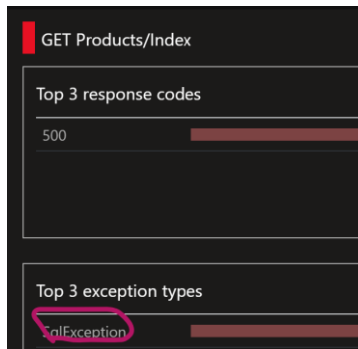 GET Products/Index
Top 3 response codes
500
Top 3 exception types
SqlException